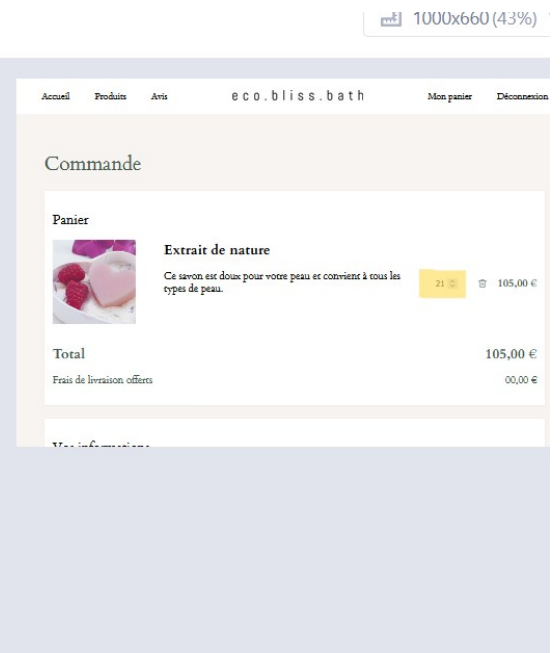 1000x660 (43%)
Accueil Produits Avis eco.bliss.bath Mon panier Déconnexion
Commande
Panier
Extrait de nature
Ce savon est doux pour votre peau et convient à tous les
types de peau.
21
105,00 €
Total 105,00 €
Frais de livraison offerts 00,00 €
Vos informations